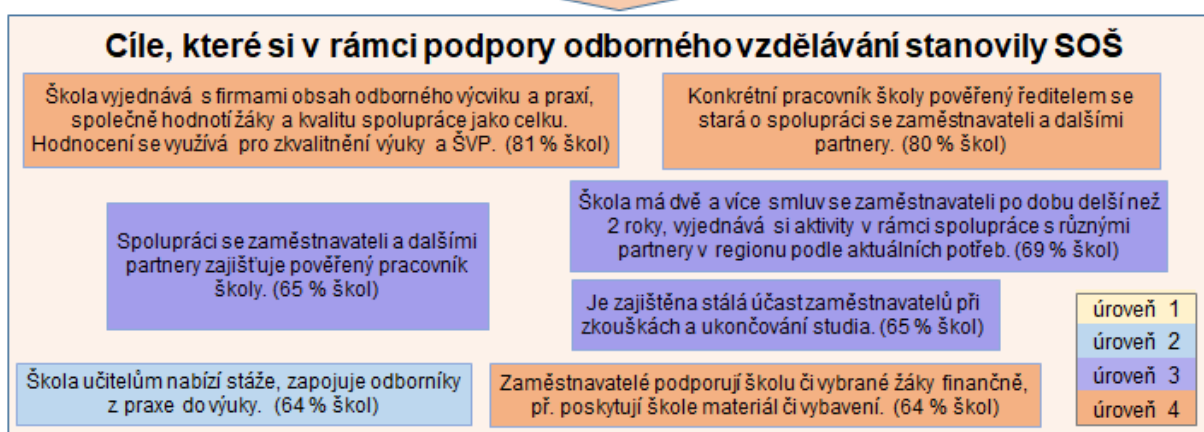 Cíle, které si v rámci podpory odborného vzdělávání stanovily SOŠ
Škola vyjednává s firmami obsah odborného výcviku a praxí,
společně hodnotí žáky a kvalitu spolupráce jako celku.
Hodnocení se využívá pro zkvalitnění výuky a ŠVP. (81 % škol)
Konkrétní pracovník školy pověřený ředitelem se
stará o spolupráci se zaměstnavateli a dalšími
partnery. (80 % škol)
Spolupráci se zaměstnavateli a dalšími
partnery zajišťuje pověřený pracovník
školy. (65 % škol)
Škola má dvě a více smluv se zaměstnavateli po dobu delší než
2 roky, vyjednává si aktivity v rámci spolupráce s různými
partnery v regionu podle aktuálních potřeb. (69 % škol)
Je zajištěna stálá účast zaměstnavatelů při
zkouškách a ukončování studia. (65 % škol)
Škola učitelům nabízí stáže, zapojuje odborníky
z praxe do výuky. (64 % škol)
Zaměstnavatelé podporují školu či vybrané žáky finančně,
př. poskytují škole materiál či vybavení. (64 % škol)
úroveň 1
úroveň 2
úroveň 3
úroveň 4